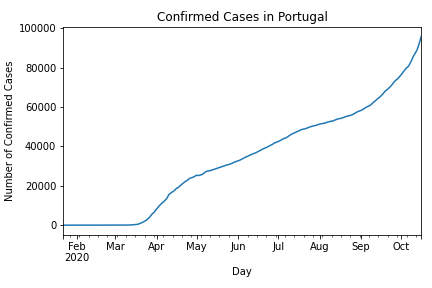 Confirmed Cases in Portugal
100000
80000
60000
40000
20000
0
Number of Confirmed Cases
Feb Mar Apr May Jun Jul Aug Sep Oct
2020
Day